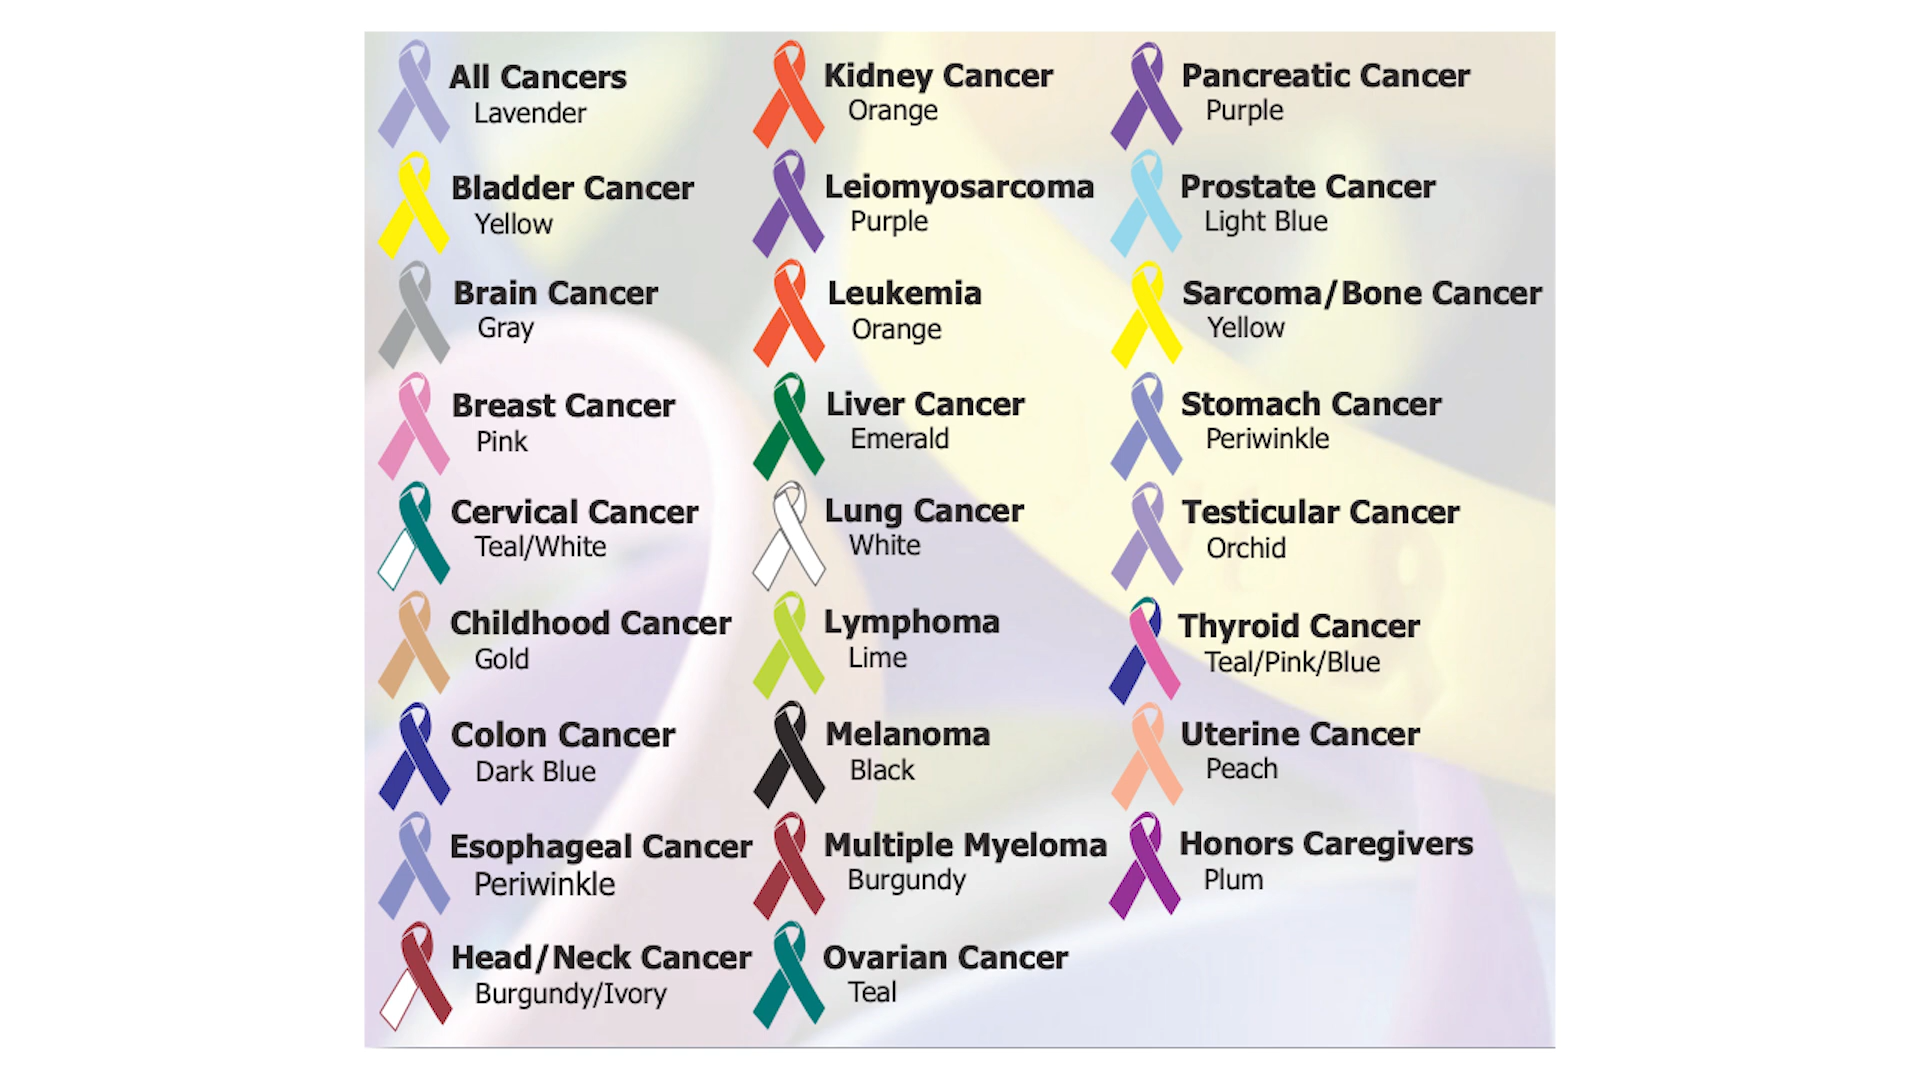 All Cancers
Lavender
Bladder Cancer
Yellow
Brain Cancer
Gray
Breast Cancer
Pink
Cervical Cancer
Teal/White
Childhood Cancer
Gold
Colon Cancer
Dark Blue
Esophageal Cancer
Periwinkle
Head/Neck Cancer
Burgundy/Ivory
Kidney Cancer
Orange
Leiomyosarcoma
Purple
Leukemia
Orange
Liver Cancer
Emerald
Lung Cancer
White
Lymphoma
Lime
Melanoma
Black
Multiple Myeloma
Burgundy
Ovarian Cancer
Teal
Pancreatic Cancer
Purple
Prostate Cancer
Light Blue
Sarcoma/Bone Cancer
Yellow
Stomach Cancer
Periwinkle
Testicular Cancer
Orchid
Thyroid Cancer
Teal/Pink/Blue
Uterine Cancer
Peach
Honors Caregivers
Plum